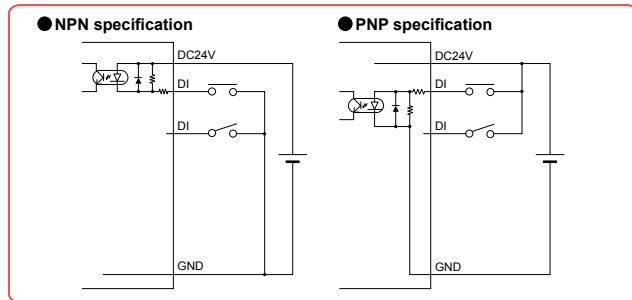 ● NPN specification
DC24V
DI
DI
GND
● PNP specification
DC24V
DI
DI
GND